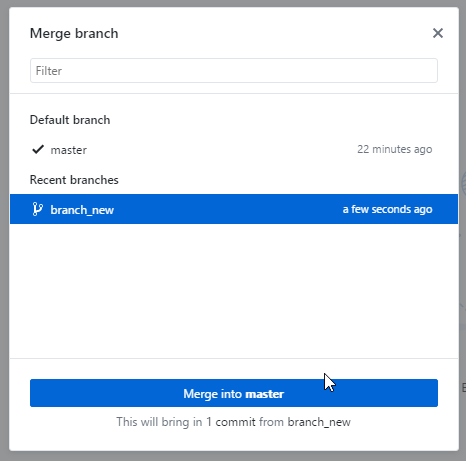 Merge branch
Filter
Default branch
master 22 minutes ago
Recent branches
branch_new a few seconds ago
Merge into master
This will bring in 1 commit from branch_new